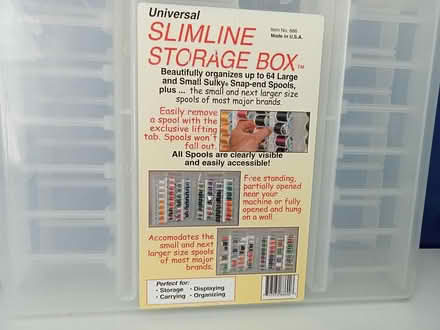 Universal
Item No. 886
Made in U.S.A.
SLIMLINE
STORAGE BOX™
Beautifully organizes up to 64 Large
and Small Sulky® Snap-end Spools,
plus ... the small and next larger size
spools of most major brands.
Easily remove
a spool with the
exclusive lifting
tab. Spools won't
fall out.
All Spools are clearly visible
and easily accessible!
Free standing,
partially opened
near your
machine or fully
opened and hung
on a wall
Accomodates the
small and next
larger size spools
of most major
brands.
Perfect for:
• Storage • Displaying
• Carrying • Organizing